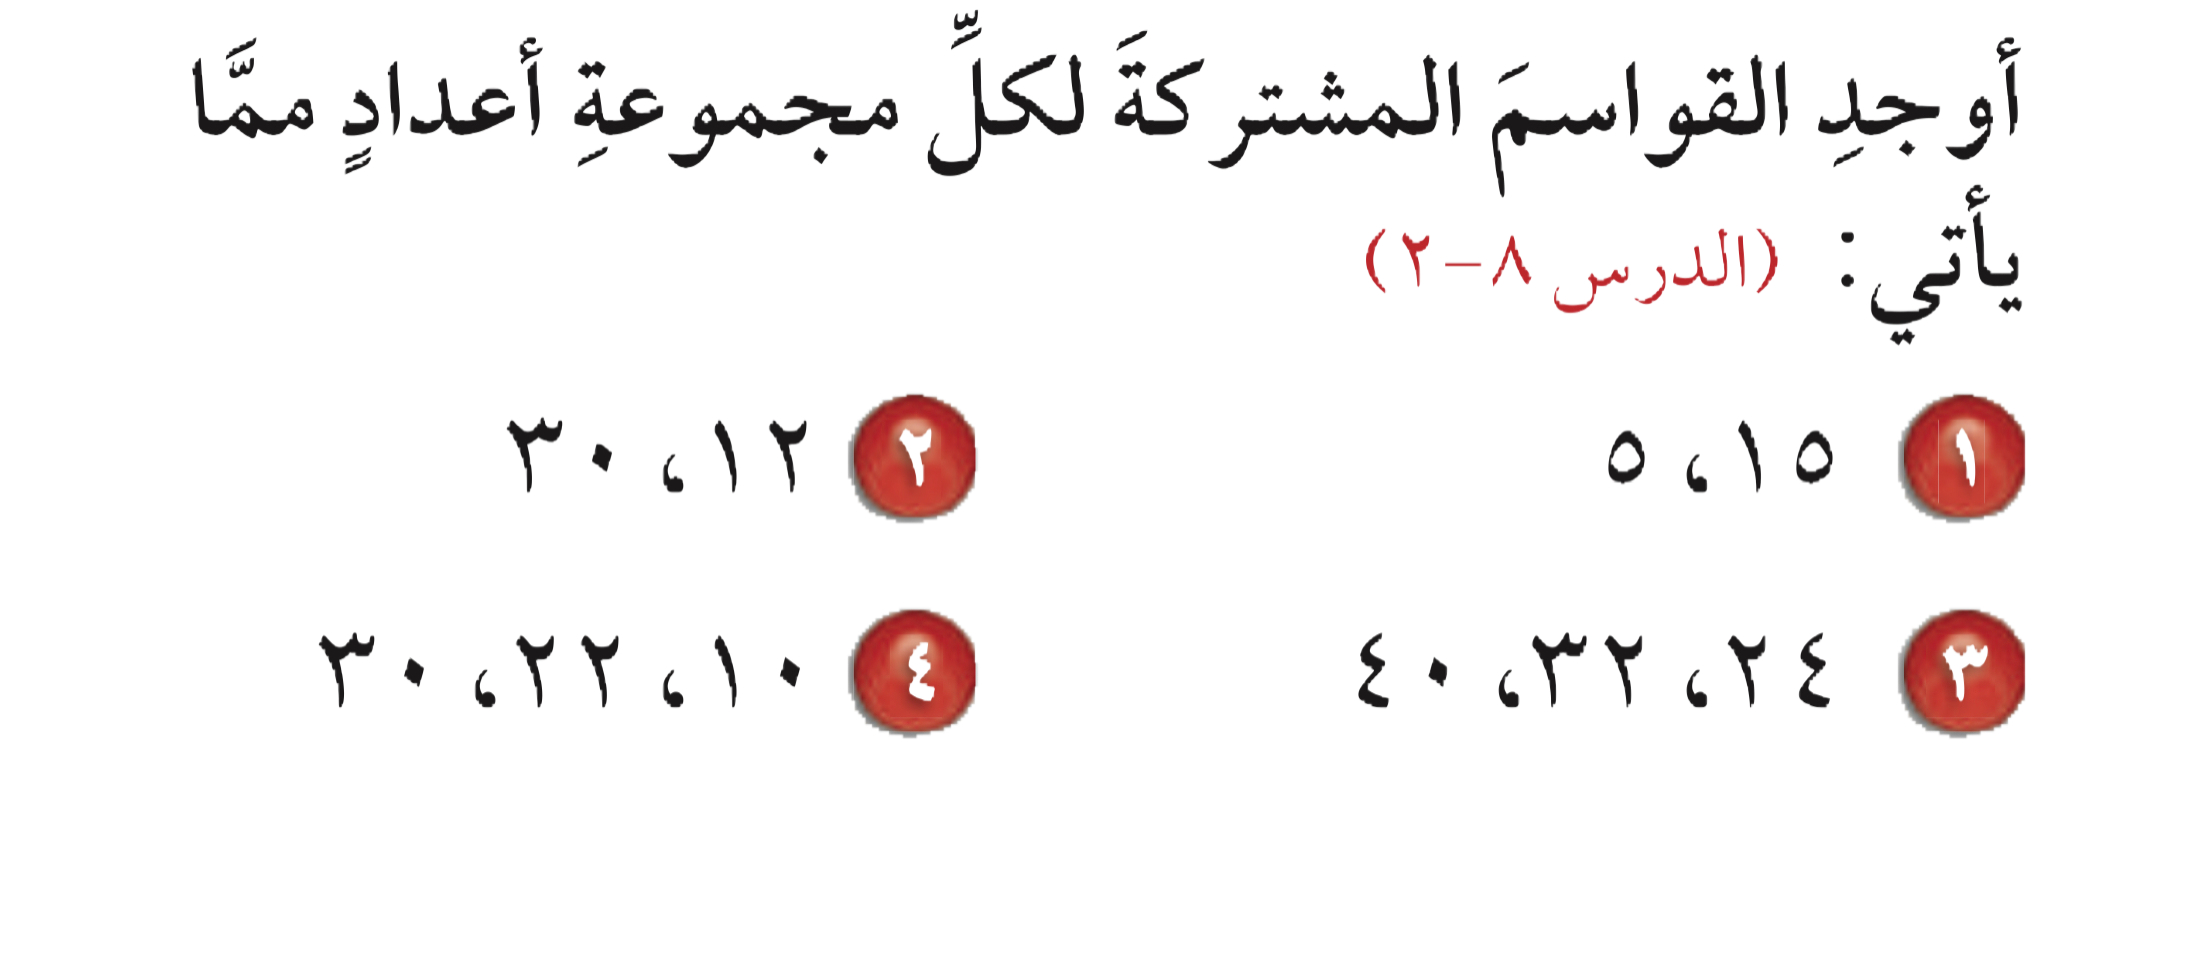 أوجدِ القواسمَ المشتركةَ لكلِّ مجموعةِ أعدادٍ ممَّا
يأتي: (الدرس ٨–٢)
١ ١٥، ٥ ٢ ١٢، ٣٠
٣ ٢٤، ٣٢، ٤٠ ٤ ١٠، ٢٢، ٣٠